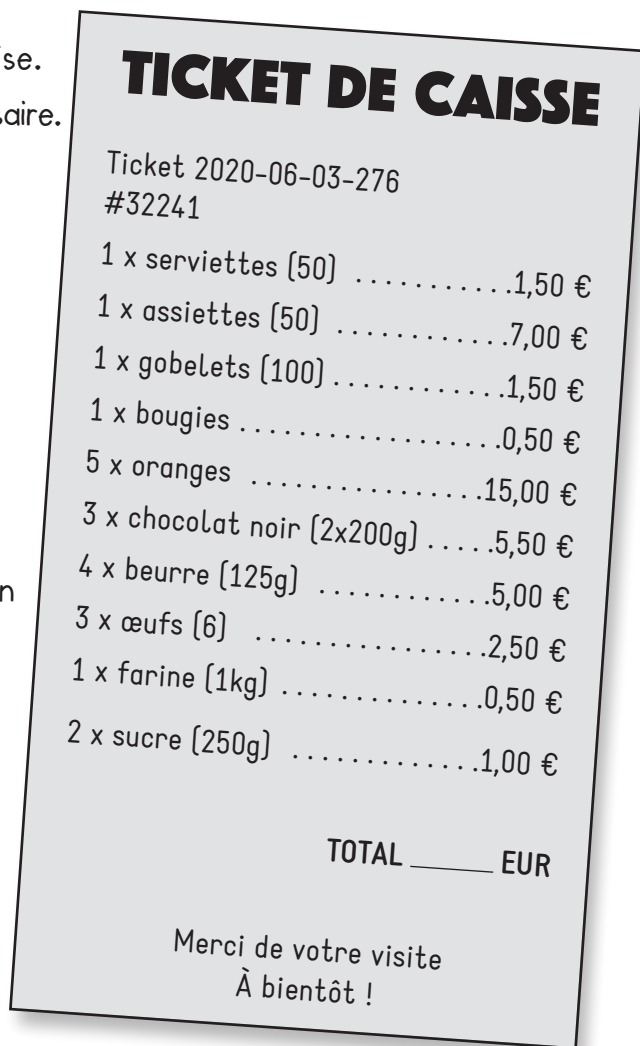 ise.
aire.
n
TICKET DE CAISSE
Ticket 2020-06-03-276
#32241
1 x serviettes (50) ...........1,50 €
1 x assiettes (50) ............7,00 €
1 x gobelets (100) ............1,50 €
1 x bougies ..................0,50 €
5 x oranges ................15,00 €
3 x chocolat noir (2x200g) .....5,50 €
4 x beurre (125g) ............5,00 €
3 x œufs (6) ................2,50 €
1 x farine (1kg) ..............0,50 €
2 x sucre (250g) .............1,00 €
TOTAL ______ EUR
Merci de votre visite
À bientôt !